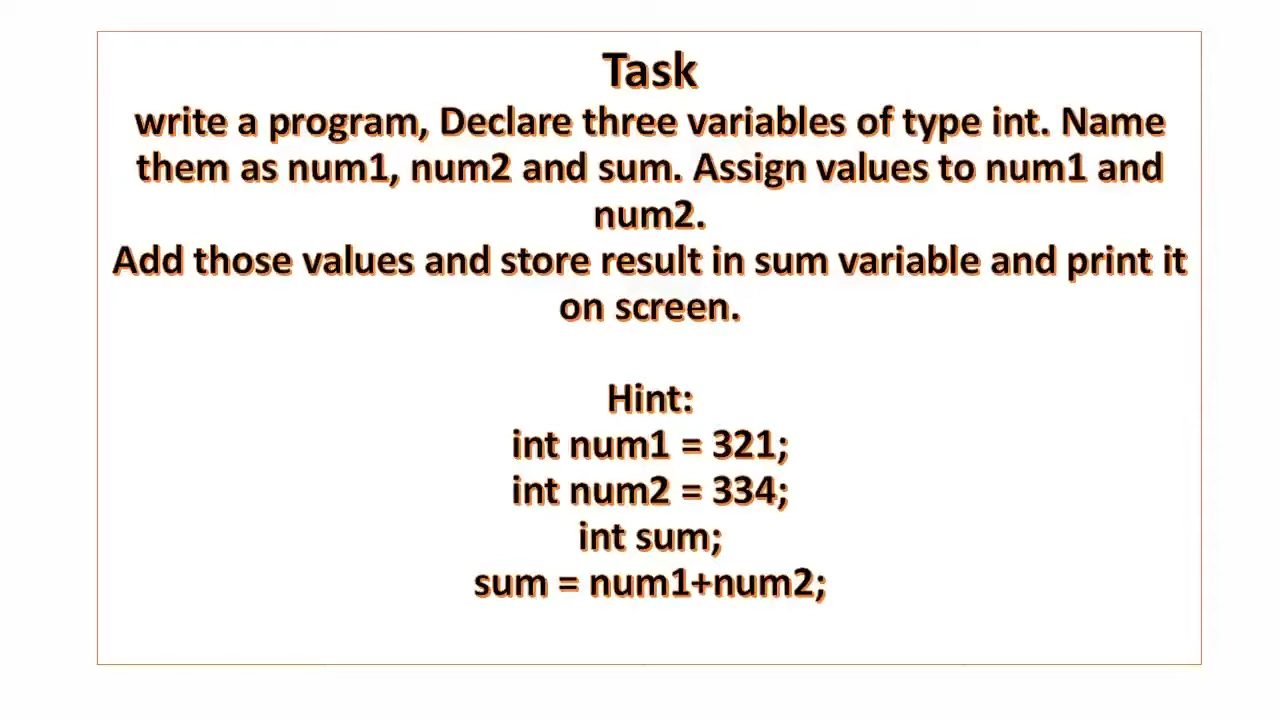 Task
write a program, Declare three variables of type int. Name
them as num1, num2 and sum. Assign values to num1 and
num2.
Add those values and store result in sum variable and print it
on screen.
Hint:
int num1 = 321;
int num2 = 334;
int sum;
sum = num1+num2;